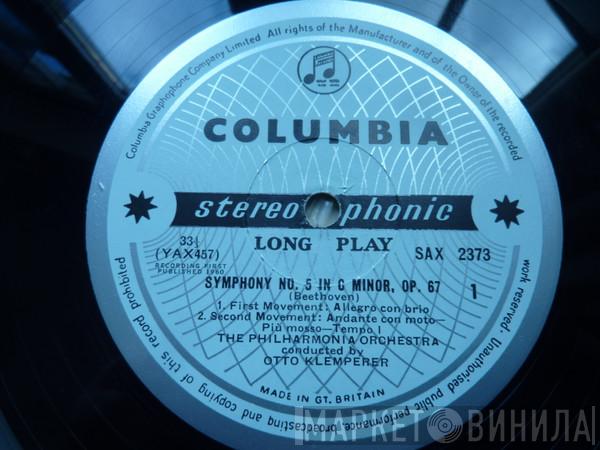 Columbia Graphophone Company Limited All rights of the Manufacturer and of the Owner of the recorded
work reserved. Unauthorised public performance, broadcasting and copying of this record prohibited
COLUMBIA
stereophonic
LONG PLAY
33⅓
(YAX457)
RECORDING FIRST
PUBLISHED 1960
SAX 2373
1
SYMPHONY NO. 5 IN C MINOR, OP. 67
(Beethoven)
1. First Movement: Allegro con brio
2. Second Movement: Andante con moto—
Più mosso—Tempo I
THE PHILHARMONIA ORCHESTRA
conducted by
OTTO KLEMPERER
MADE IN GT. BRITAIN
МАРКЕТ ВИНИЛА